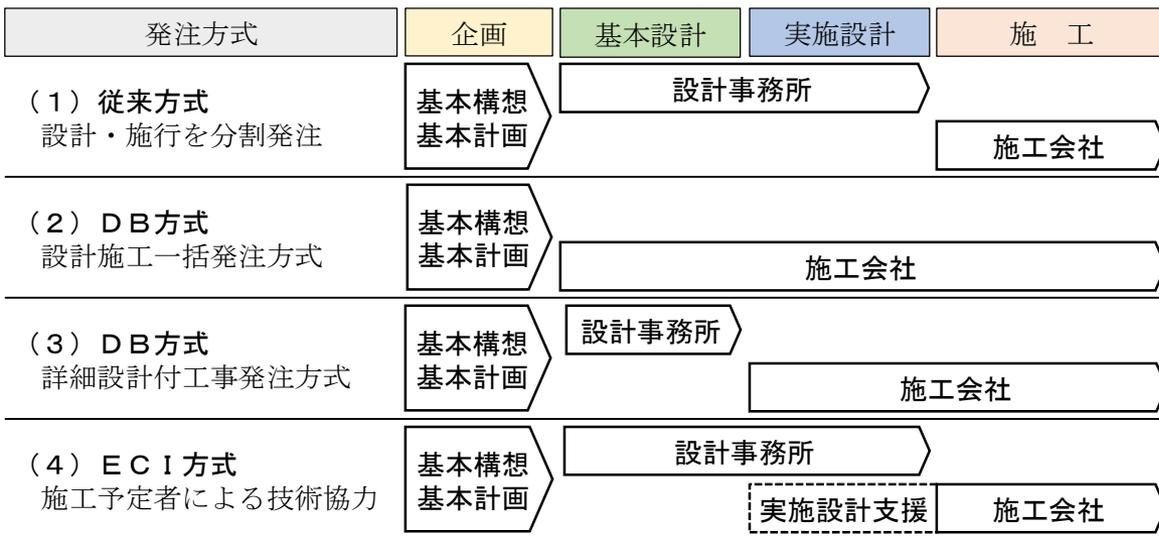 発注方式 企画 基本設計 実施設計 施　工
（１）従来方式
設計・施行を分割発注
基本構想
基本計画
設計事務所
施工会社
（２）ＤＢ方式
設計施工一括発注方式
基本構想
基本計画
施工会社
（３）ＤＢ方式
詳細設計付工事発注方式
基本構想
基本計画
設計事務所
施工会社
（４）ＥＣＩ方式
施工予定者による技術協力
基本構想
基本計画
設計事務所
実施設計支援 施工会社